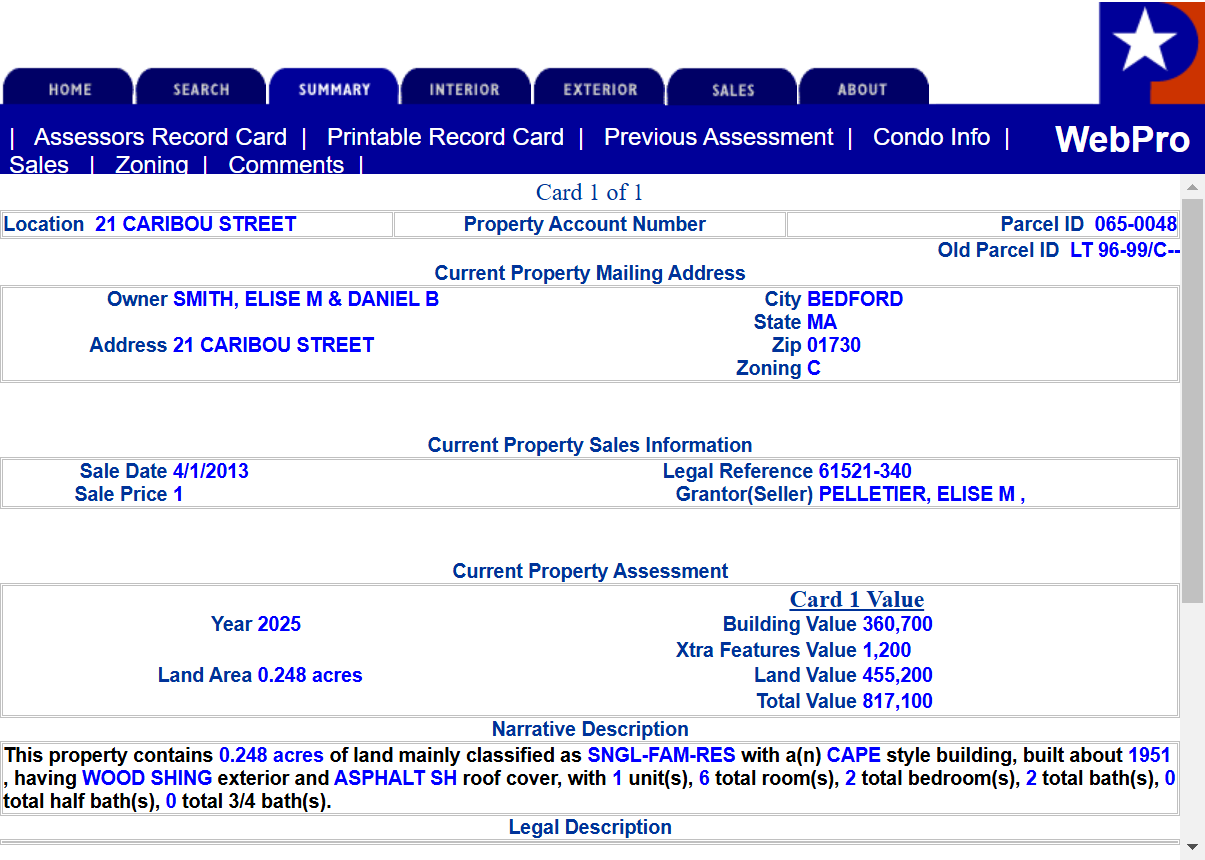 HOME SEARCH SUMMARY INTERIOR EXTERIOR SALES ABOUT
| Assessors Record Card | Printable Record Card | Previous Assessment | Condo Info |
WebPro
Sales | Zoning | Comments |
Card 1 of 1
Location 21 CARIBOU STREET Property Account Number Parcel ID 065-0048
Old Parcel ID LT 96-99/C--
Current Property Mailing Address
Owner SMITH, ELISE M & DANIEL B City BEDFORD
State MA
Address 21 CARIBOU STREET Zip 01730
Zoning C
Current Property Sales Information
Sale Date 4/1/2013 Legal Reference 61521-340
Sale Price 1 Grantor(Seller) PELLETIER, ELISE M ,
Current Property Assessment
Card 1 Value
Year 2025 Building Value 360,700
Xtra Features Value 1,200
Land Area 0.248 acres Land Value 455,200
Total Value 817,100
Narrative Description
This property contains 0.248 acres of land mainly classified as SNGL-FAM-RES with a(n) CAPE style building, built about 1951
, having WOOD SHING exterior and ASPHALT SH roof cover, with 1 unit(s), 6 total room(s), 2 total bedroom(s), 2 total bath(s), 0
total half bath(s), 0 total 3/4 bath(s).
Legal Description